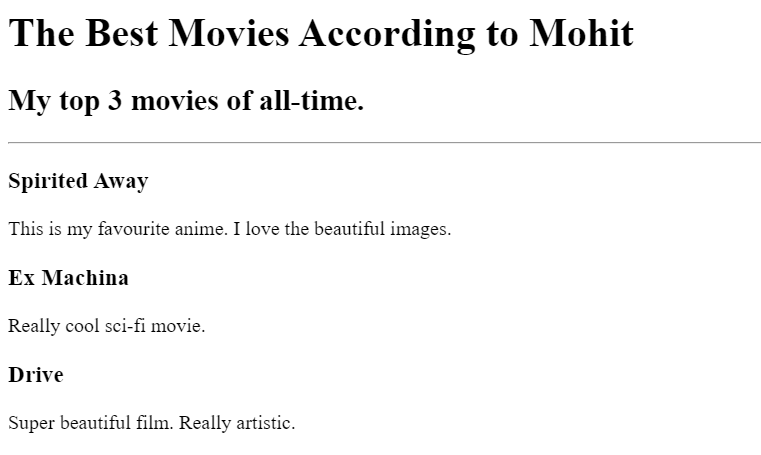 The Best Movies According to Mohit
My top 3 movies of all-time.
Spirited Away
This is my favourite anime. I love the beautiful images.
Ex Machina
Really cool sci-fi movie.
Drive
Super beautiful film. Really artistic.